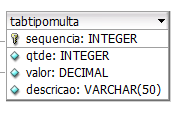 tabtipomulta
sequencia: INTEGER
qtde: INTEGER
valor: DECIMAL
descricao: VARCHAR(50)